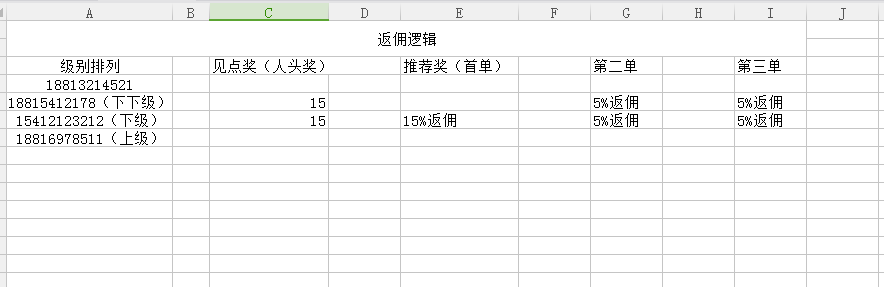 A B C D E F G H I J
返佣逻辑
级别排列 见点奖（人头奖） 推荐奖（首单） 第二单 第三单
18813214521
18815412178（下下级） 15 5%返佣 5%返佣
15412123212（下级） 15 15%返佣 5%返佣 5%返佣
18816978511（上级）